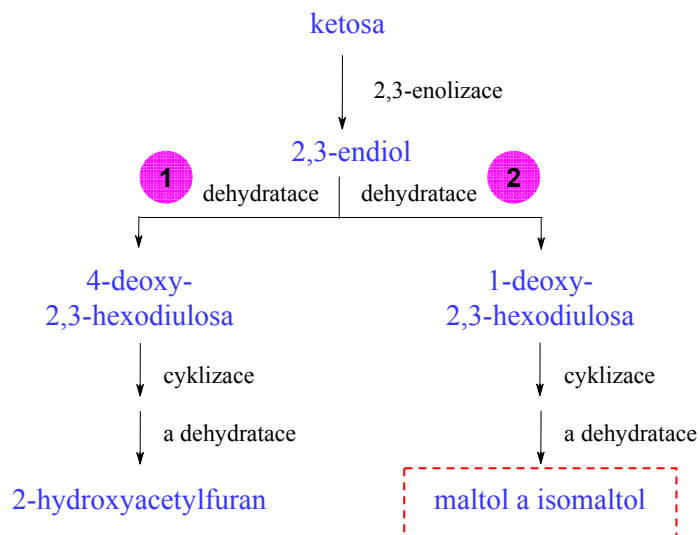 ketosa
2,3-enolizace
2,3-endiol
1
2
dehydratace
dehydratace
4-deoxy-
2,3-hexodiulosa
1-deoxy-
2,3-hexodiulosa
cyklizace
cyklizace
a dehydratace
a dehydratace
2-hydroxyacetylfuran
maltol a isomaltol